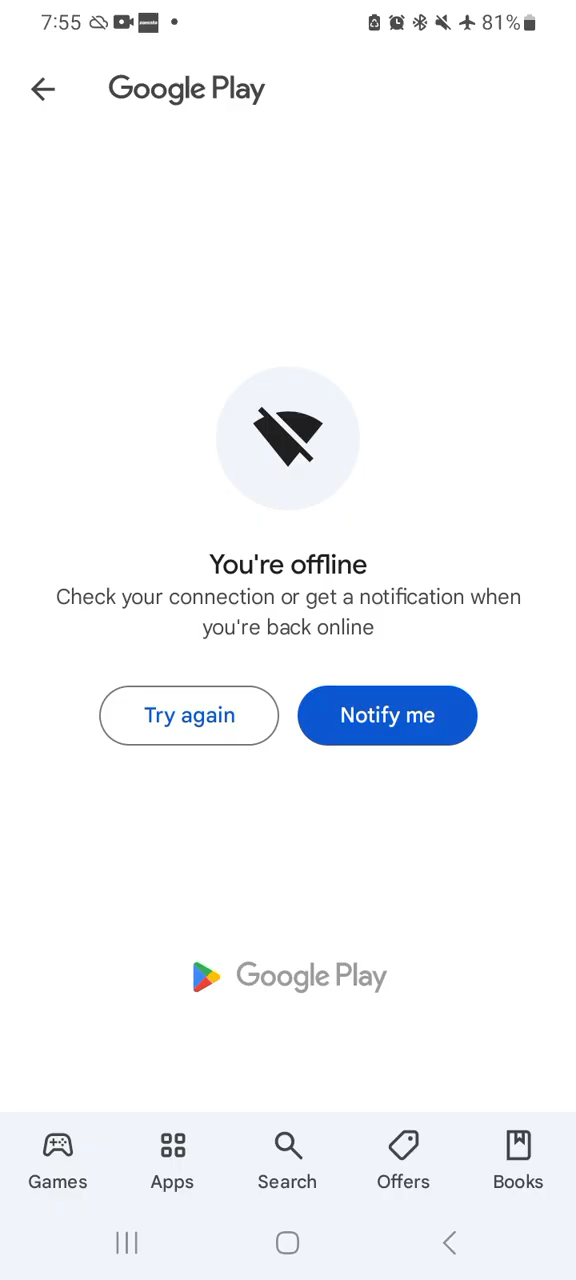 7:55 81%
Google Play
You're offline
Check your connection or get a notification when
you're back online
Try again Notify me
Google Play
Games Apps Search Offers Books